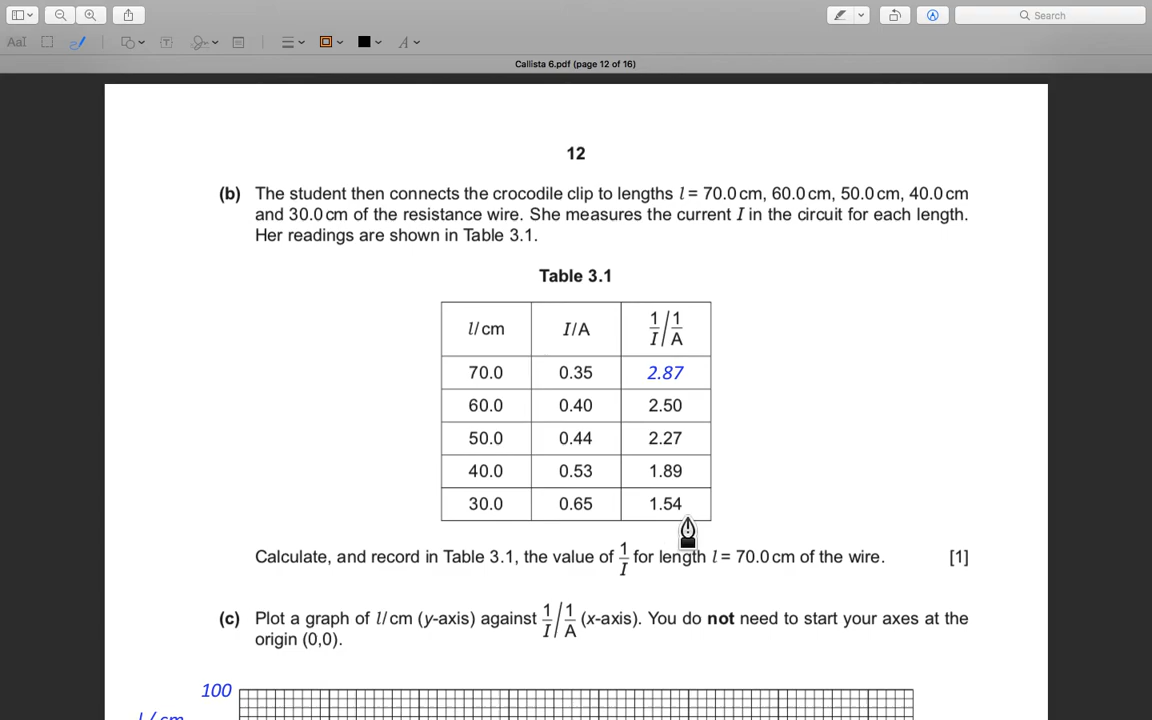 Search
AaI
T
A
Callista 6.pdf (page 12 of 16)
12
(b) The student then connects the crocodile clip to lengths l = 70.0 cm, 60.0 cm, 50.0 cm, 40.0 cm
and 30.0 cm of the resistance wire. She measures the current I in the circuit for each length.
Her readings are shown in Table 3.1.
Table 3.1
l/cm I/A 1/I / 1/A
70.0 0.35 2.87
60.0 0.40 2.50
50.0 0.44 2.27
40.0 0.53 1.89
30.0 0.65 1.54
Calculate, and record in Table 3.1, the value of 1/I for length l = 70.0 cm of the wire. [1]
(c) Plot a graph of l/cm (y-axis) against 1/I / 1/A (x-axis). You do not need to start your axes at the
origin (0,0).
100
l/cm